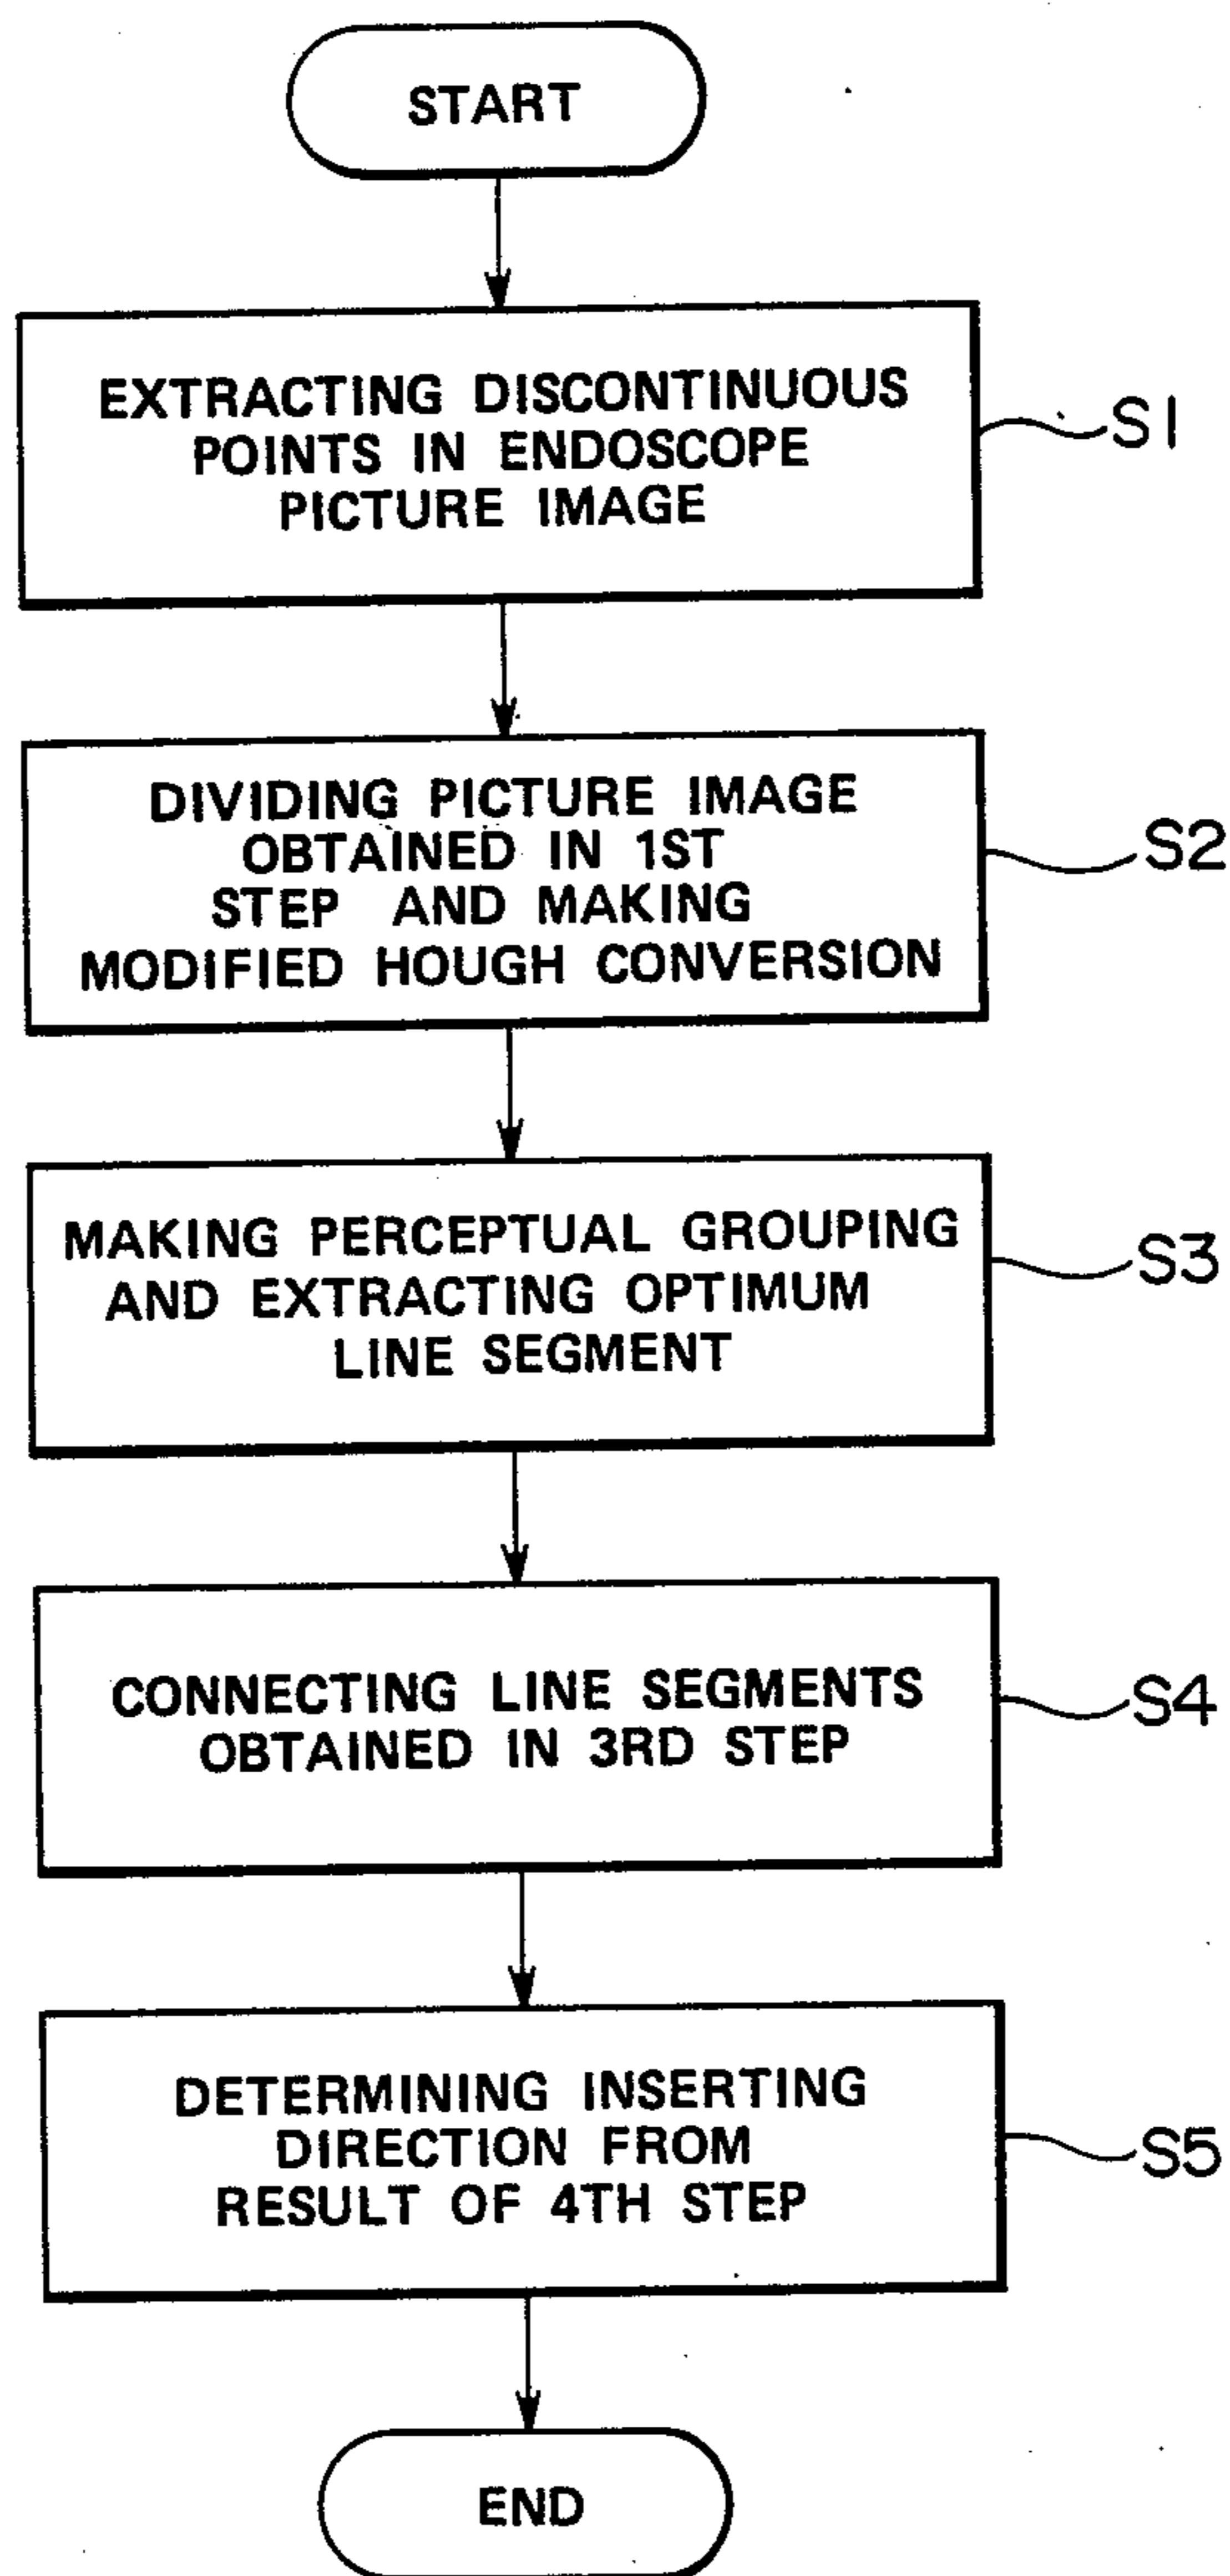 START
EXTRACTING DISCONTINUOUS
POINTS IN ENDOSCOPE
PICTURE IMAGE
S1
DIVIDING PICTURE IMAGE
OBTAINED IN 1ST
STEP AND MAKING
MODIFIED HOUGH CONVERSION
S2
MAKING PERCEPTUAL GROUPING
AND EXTRACTING OPTIMUM
LINE SEGMENT
S3
CONNECTING LINE SEGMENTS
OBTAINED IN 3RD STEP
S4
DETERMINING INSERTING
DIRECTION FROM
RESULT OF 4TH STEP
S5
END